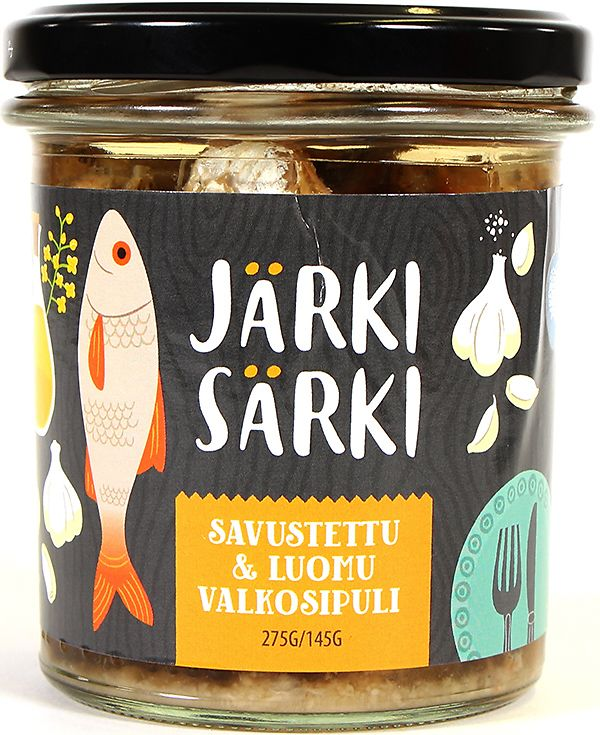 JÄRKI
SÄRKI
SAVUSTETTU
& LUOMU
VALKOSIPULI
275G/145G